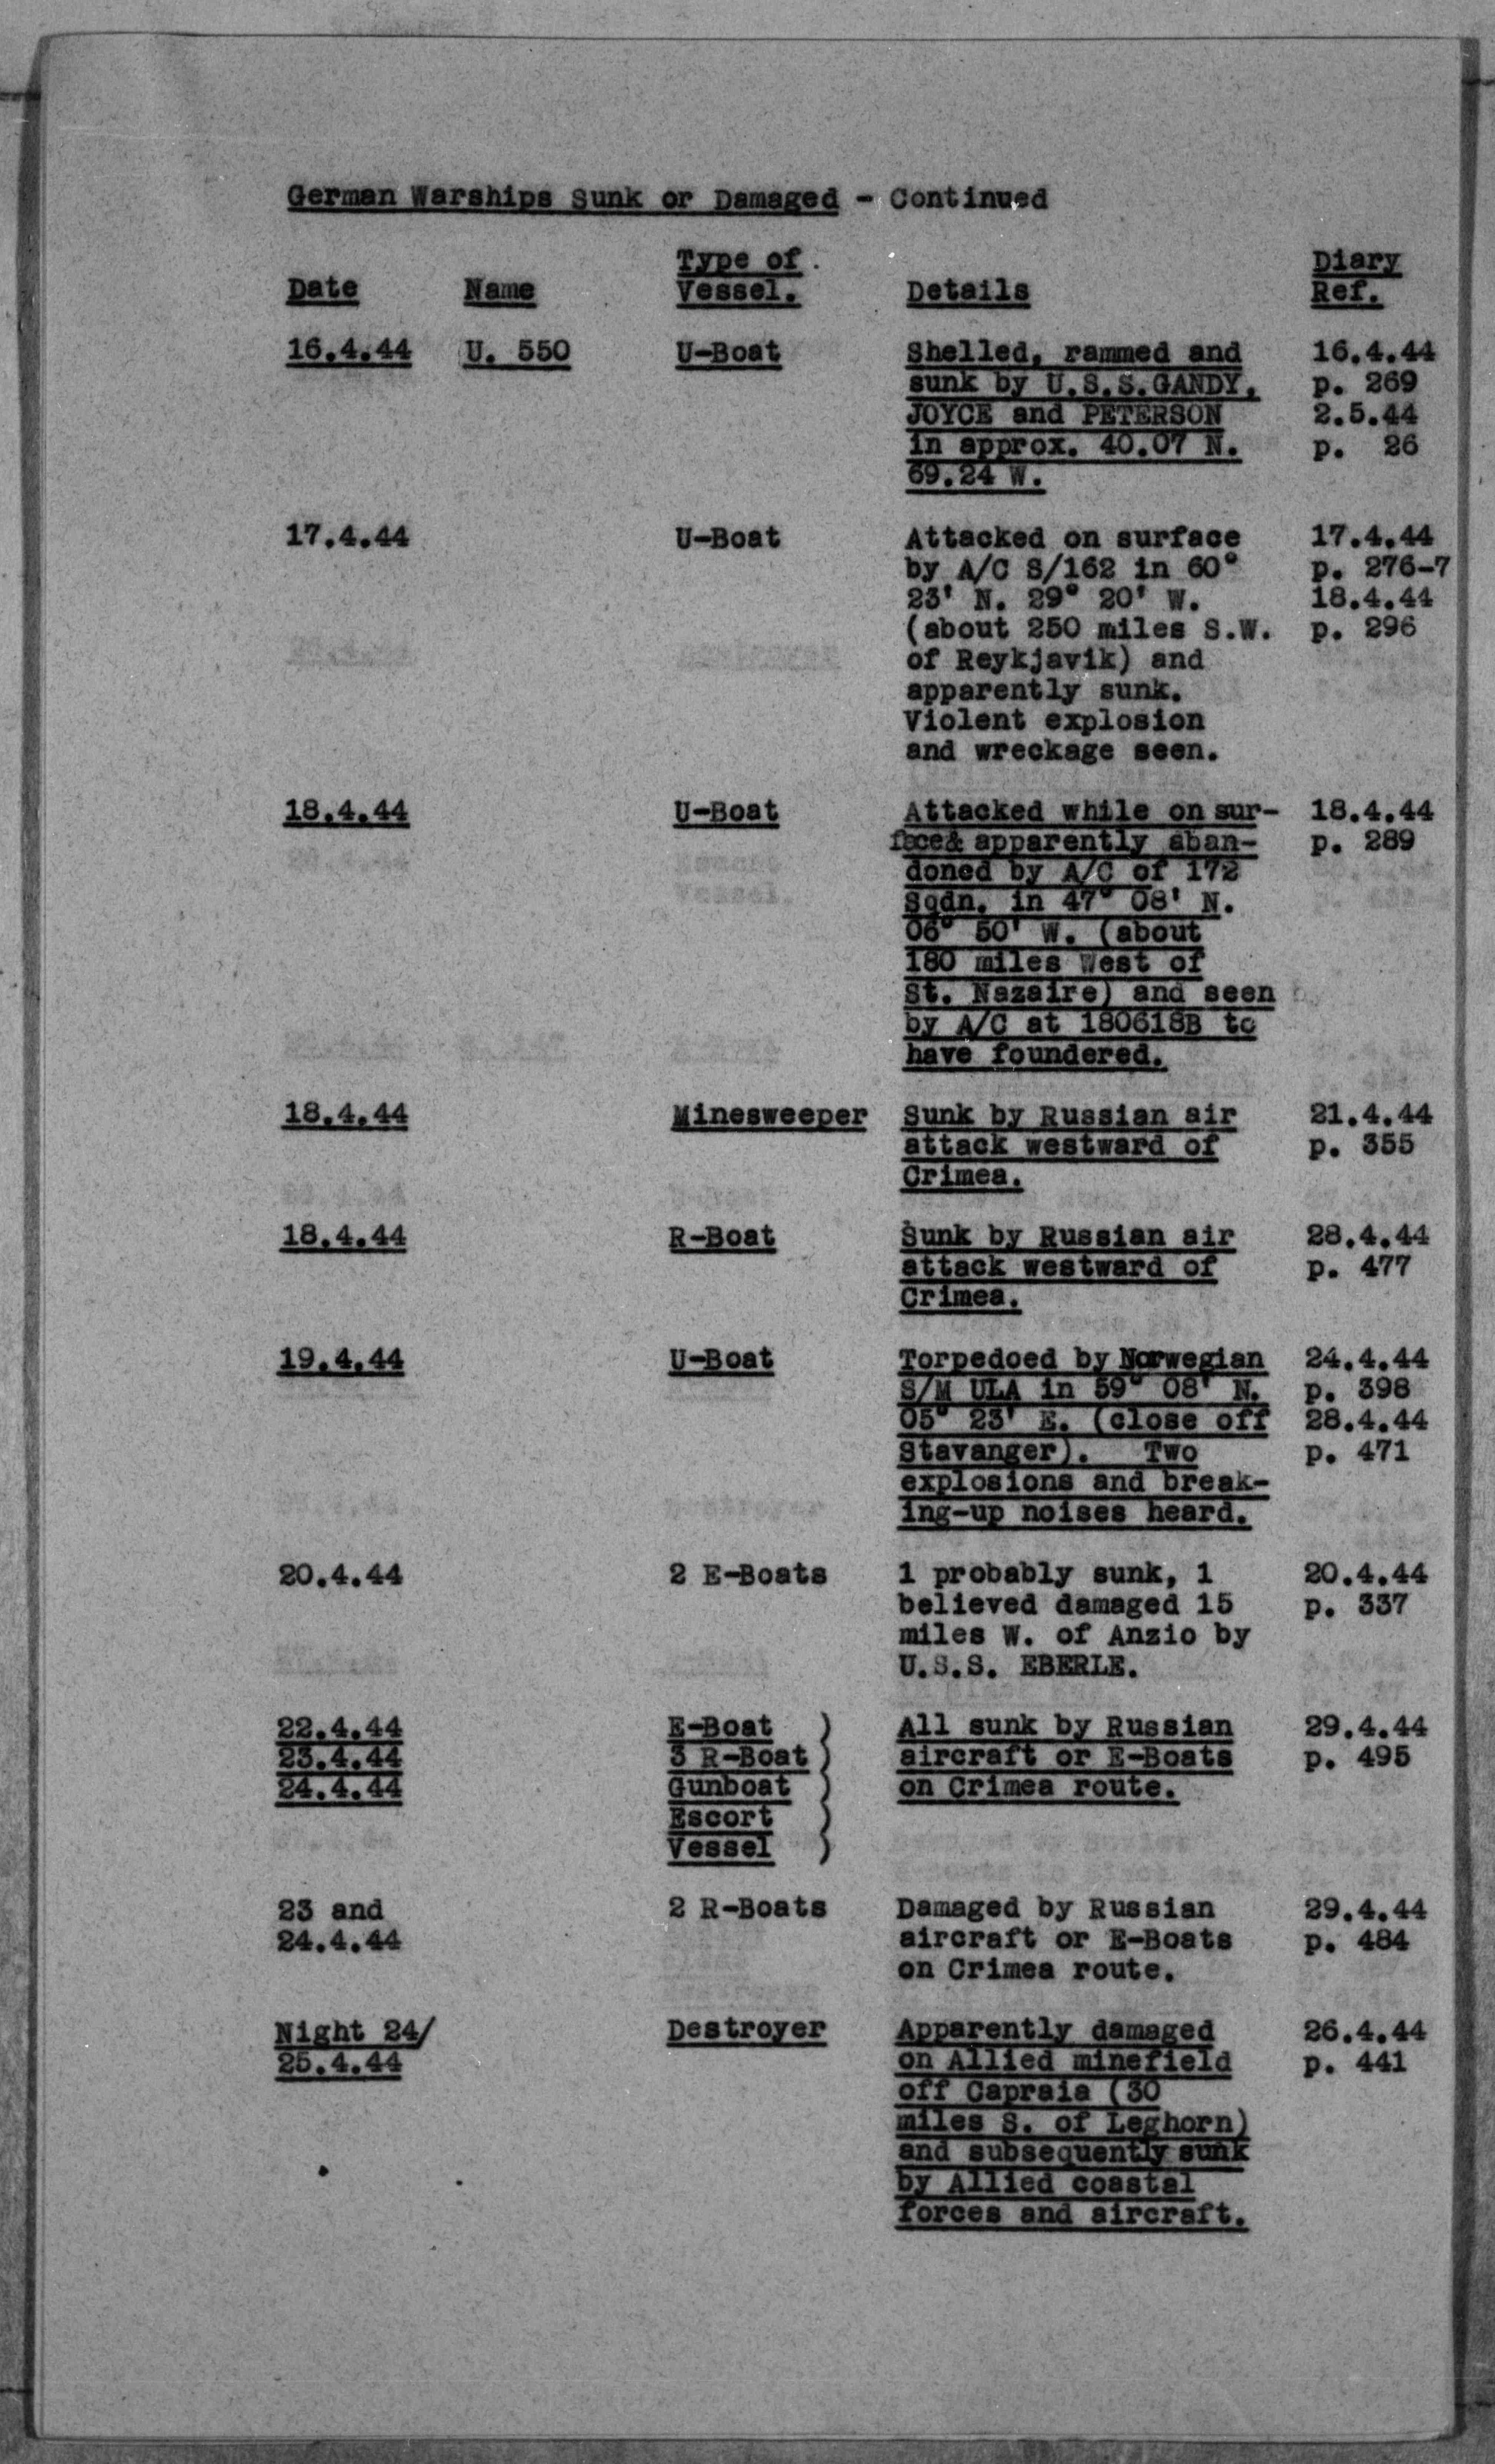 German Warships Sunk or Damaged - Continued
Date Name Type of Vessel. Details Diary Ref.
16.4.44 U. 550 U-Boat Shelled, rammed and 16.4.44
sunk by U.S.S.GANDY, p. 269
JOYCE and PETERSON 2.5.44
in approx. 40.07 N. p. 26
69.24 W.
17.4.44 U-Boat Attacked on surface 17.4.44
by A/C S/162 in 60° p. 276-7
23' N. 29° 20' W. 18.4.44
(about 250 miles S.W. p. 296
of Reykjavik) and
apparently sunk.
Violent explosion
and wreckage seen.
18.4.44 U-Boat Attacked while on sur- 18.4.44
face& apparently aban- p. 289
doned by A/C of 172
Sqdn. in 47° 08' N.
06° 50' W. (about
180 miles West of
St. Nazaire) and seen
by A/C at 180618B to
have foundered.
18.4.44 Minesweeper Sunk by Russian air 21.4.44
attack westward of p. 355
Crimea.
18.4.44 R-Boat Sunk by Russian air 28.4.44
attack westward of p. 477
Crimea.
19.4.44 U-Boat Torpedoed by Norwegian 24.4.44
S/M ULA in 59° 08' N. p. 398
05° 23' E. (close off 28.4.44
Stavanger). Two p. 471
explosions and break-
ing-up noises heard.
20.4.44 2 E-Boats 1 probably sunk, 1 20.4.44
believed damaged 15 p. 337
miles W. of Anzio by
U.S.S. EBERLE.
22.4.44 E-Boat ) All sunk by Russian 29.4.44
23.4.44 3 R-Boat ) aircraft or E-Boats p. 495
24.4.44 Gunboat ) on Crimea route.
Escort )
Vessel )
23 and 2 R-Boats Damaged by Russian 29.4.44
24.4.44 aircraft or E-Boats p. 484
on Crimea route.
Night 24/ Destroyer Apparently damaged 26.4.44
25.4.44 on Allied minefield p. 441
off Capraia (30
miles S. of Leghorn)
and subsequently sunk
by Allied coastal
forces and aircraft.